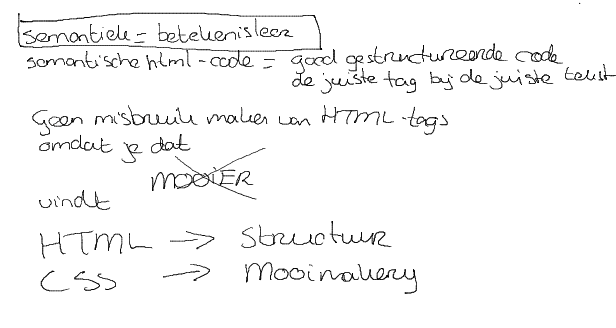 semantiek = betekenisleer
semantische html-code = goed gestructureerde code
de juiste tag bij de juiste tekst
Geen misbruik maken van HTML-tags
omdat je dat
MOOIER
vindt
HTML → Structuur
CSS → Mooimakery